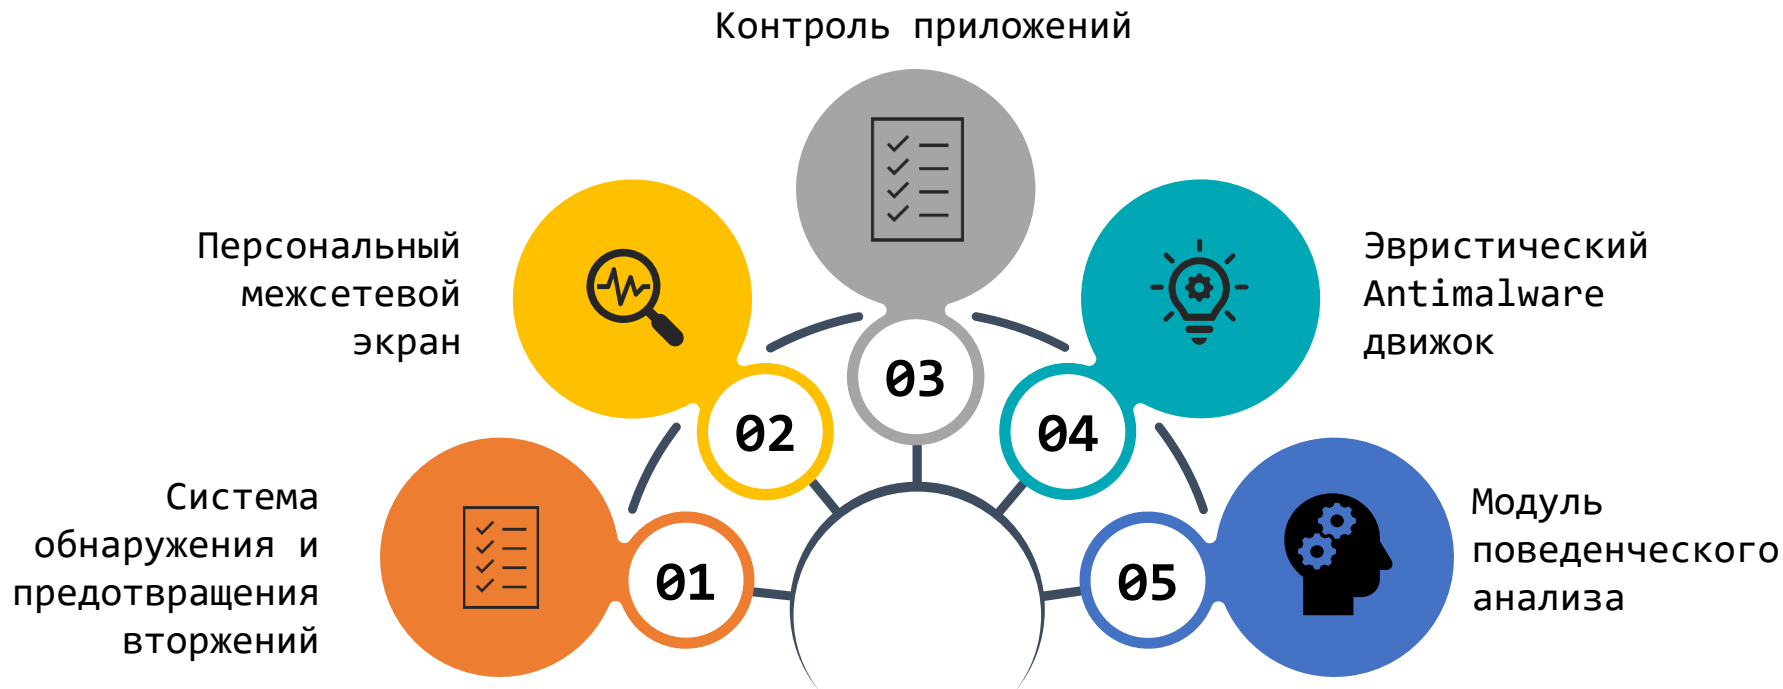 Контроль приложений
Персональный
межсетевой
экран
Эвристический
Antimalware
движок
03
02
04
Система
обнаружения и
предотвращения
вторжений
01
05
Модуль
поведенческого
анализа